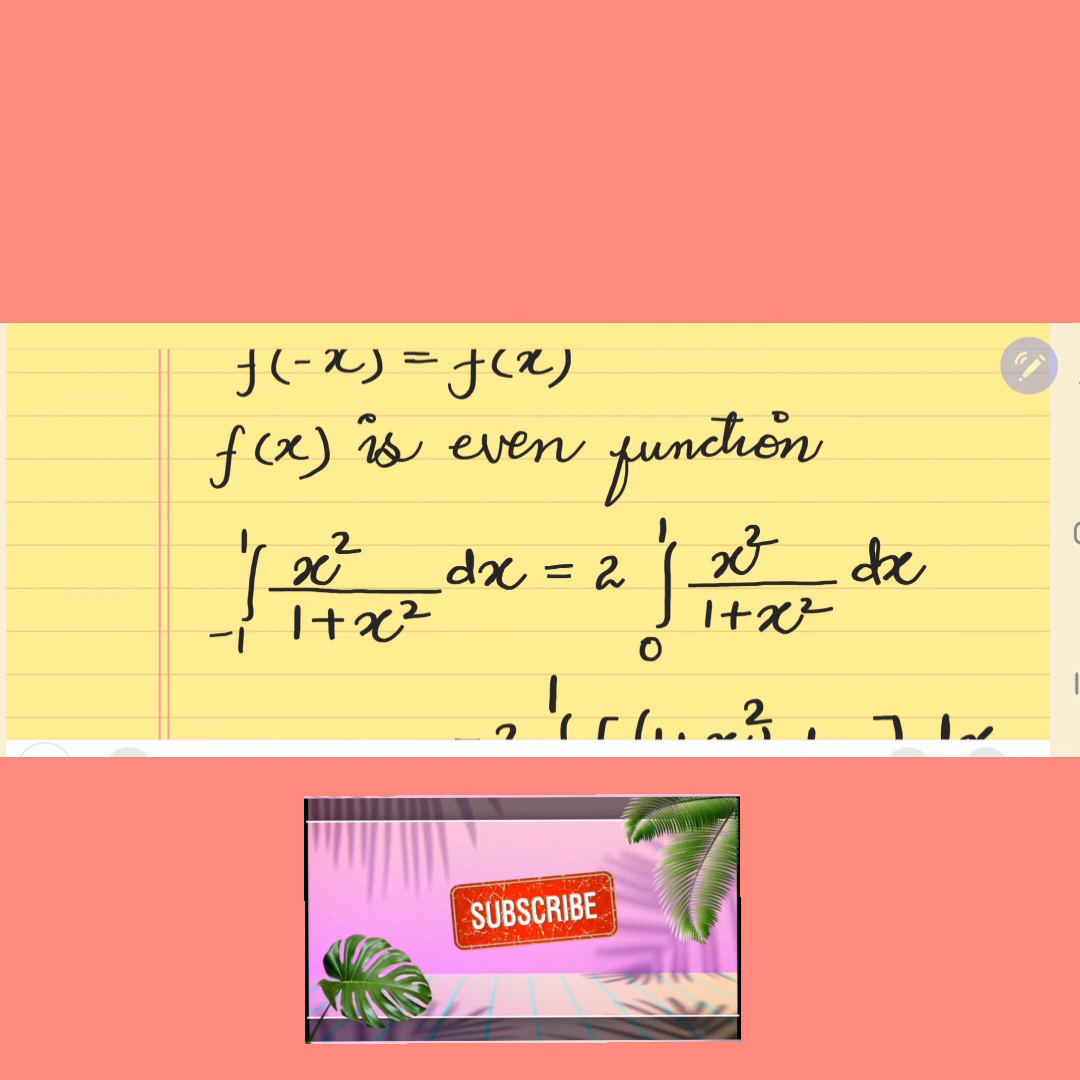 f(-x) = f(x)
f(x) is even function
∫₋₁¹ x²/(1+x²) dx = 2 ∫₀¹ x²/(1+x²) dx
SUBSCRIBE